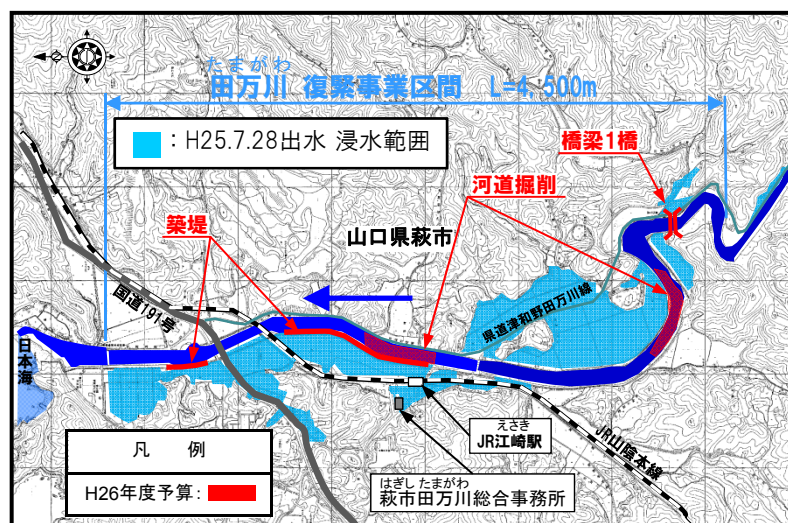 たまがわ
田万川 復緊事業区間 L=4,500m
：H25.7.28出水 浸水範囲
橋梁1橋
河道掘削
築堤
山口県萩市
国道191号
県道津和野田万川線
日本海
えさき
JR江崎駅
JR山陰本線
はぎし たまがわ
萩市田万川総合事務所
凡 例
H26年度予算：